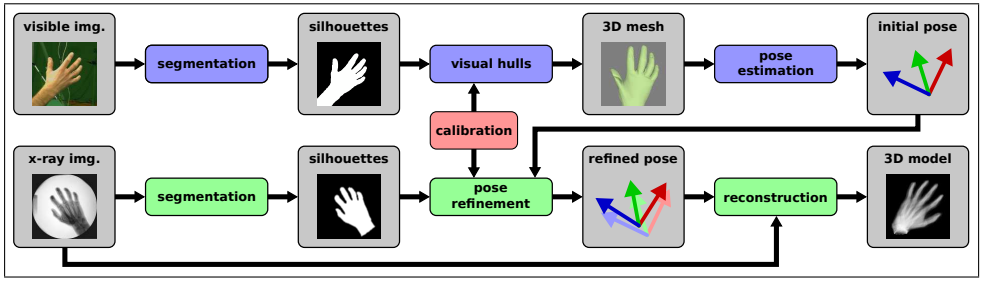 visible img.
segmentation
silhouettes
visual hulls
3D mesh
pose
estimation
initial pose
calibration
x-ray img.
segmentation
silhouettes
pose
refinement
refined pose
reconstruction
3D model